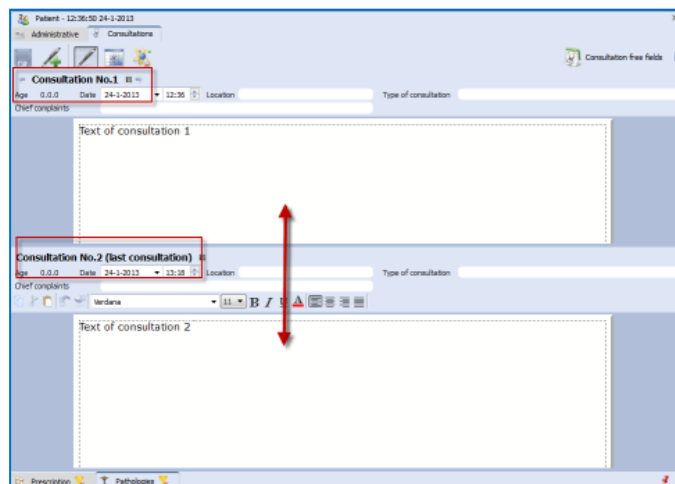 Patient - 12:36:50 24-1-2013
Administrative Consultations
Consultation free fields
Consultation No.1
Age 0.0.0 Date 24-1-2013 12:36 Location Type of consultation
Chief complaints
Text of consultation 1
Consultation No.2 (last consultation)
Age 0.0.0 Date 24-1-2013 13:18 Location Type of consultation
Chief complaints
Verdana 11 B I U A
Text of consultation 2
Prescription Pathologies